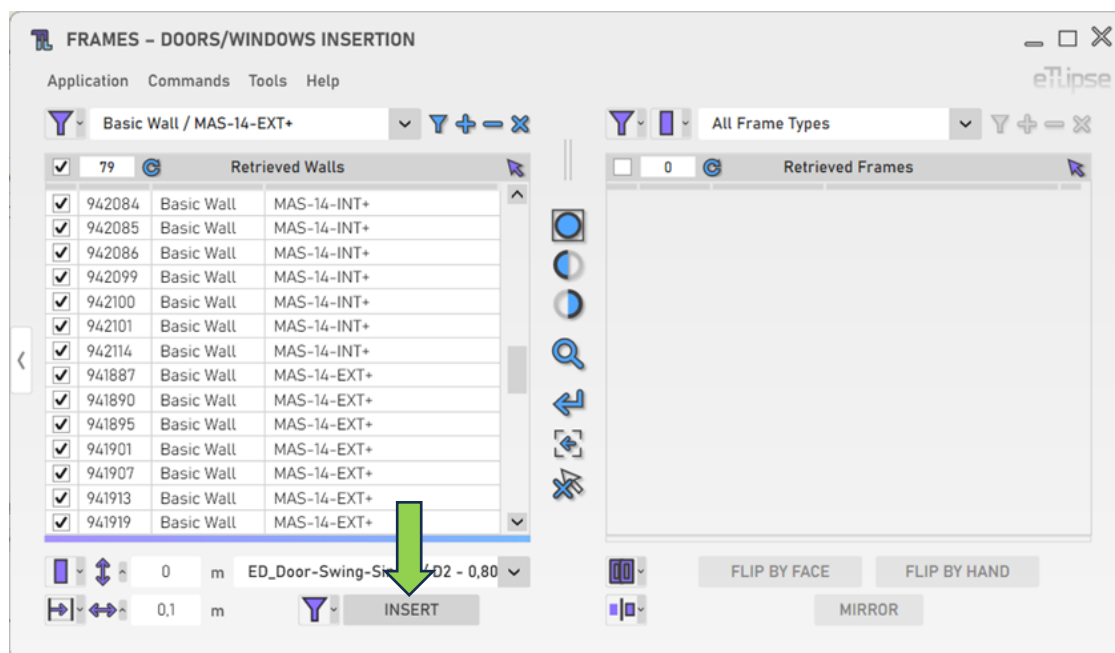 FRAMES – DOORS/WINDOWS INSERTION
Application Commands Tools Help
eTLipse
Basic Wall / MAS-14-EXT+
All Frame Types
79 Retrieved Walls
0 Retrieved Frames
942084 Basic Wall MAS-14-INT+
942085 Basic Wall MAS-14-INT+
942086 Basic Wall MAS-14-INT+
942099 Basic Wall MAS-14-INT+
942100 Basic Wall MAS-14-INT+
942101 Basic Wall MAS-14-INT+
942114 Basic Wall MAS-14-INT+
941887 Basic Wall MAS-14-EXT+
941890 Basic Wall MAS-14-EXT+
941895 Basic Wall MAS-14-EXT+
941901 Basic Wall MAS-14-EXT+
941907 Basic Wall MAS-14-EXT+
941913 Basic Wall MAS-14-EXT+
941919 Basic Wall MAS-14-EXT+
0 m ED_Door-Swing-Si D2 - 0,80
FLIP BY FACE FLIP BY HAND
0,1 m INSERT
MIRROR